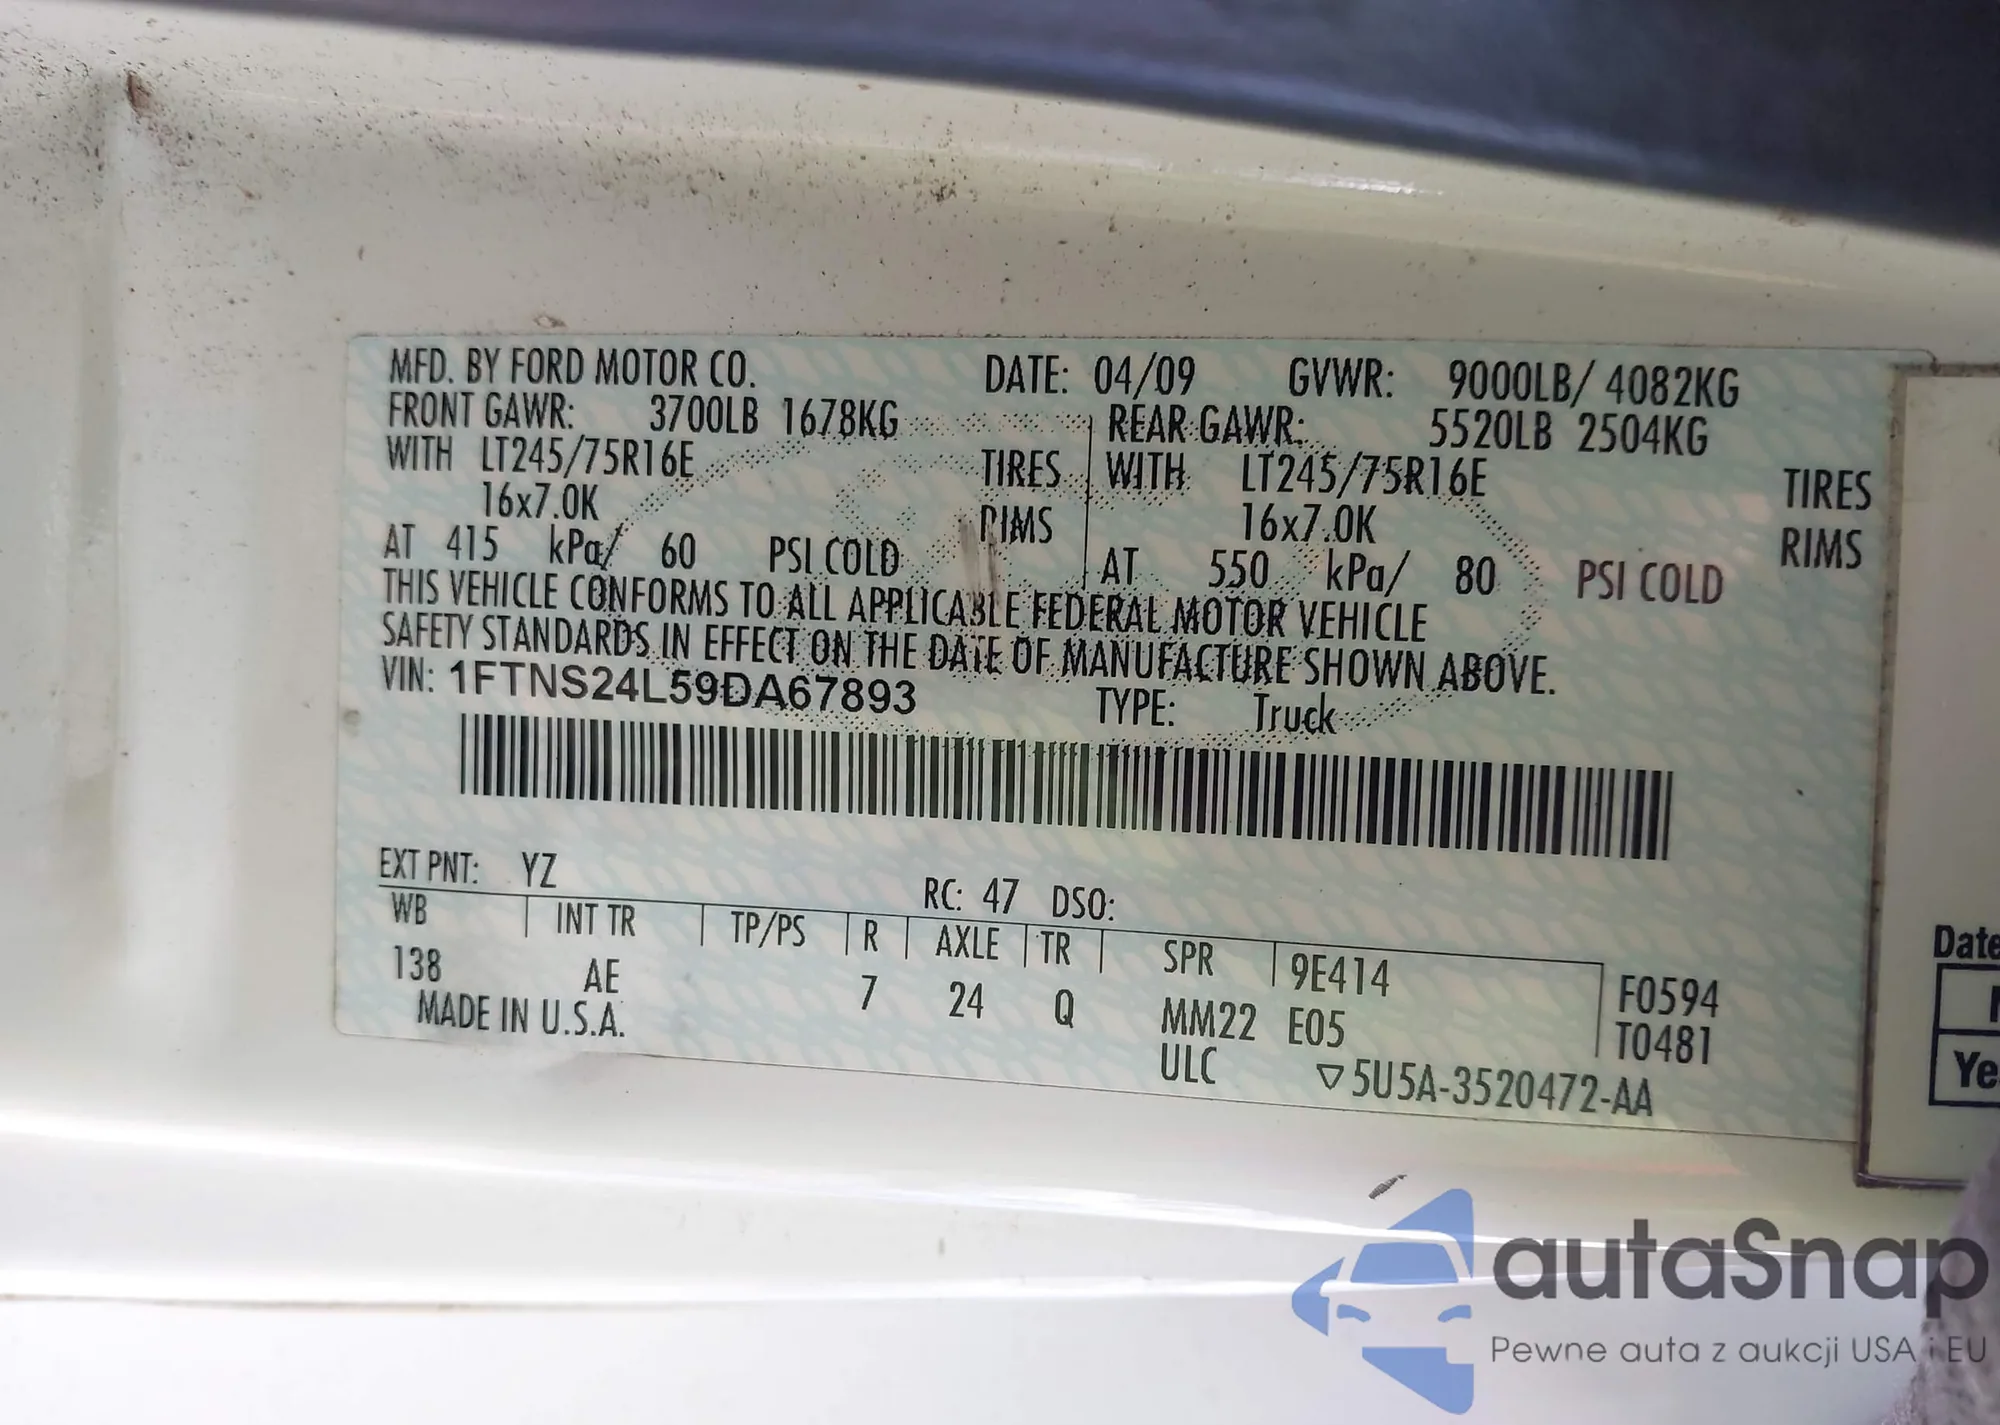 MFD. BY FORD MOTOR CO. DATE: 04/09 GVWR: 9000LB/ 4082KG
FRONT GAWR: 3700LB 1678KG REAR GAWR: 5520LB 2504KG
WITH LT245/75R16E TIRES WITH LT245/75R16E TIRES
16x7.0K RIMS 16x7.0K RIMS
AT 415 kPa/ 60 PSI COLD AT 550 kPa/ 80 PSI COLD
THIS VEHICLE CONFORMS TO ALL APPLICABLE FEDERAL MOTOR VEHICLE
SAFETY STANDARDS IN EFFECT ON THE DATE OF MANUFACTURE SHOWN ABOVE.
VIN: 1FTNS24L59DA67893 TYPE: Truck
EXT PNT: YZ RC: 47 DSO:
WB INT TR TP/PS R AXLE TR SPR 9E414 F0594
138 AE 7 24 Q MM22 E05 T0481
MADE IN U.S.A. ULC ▽5U5A-3520472-AA
Date
Ye
autaSnap
Pewne auta z aukcji USA i EU